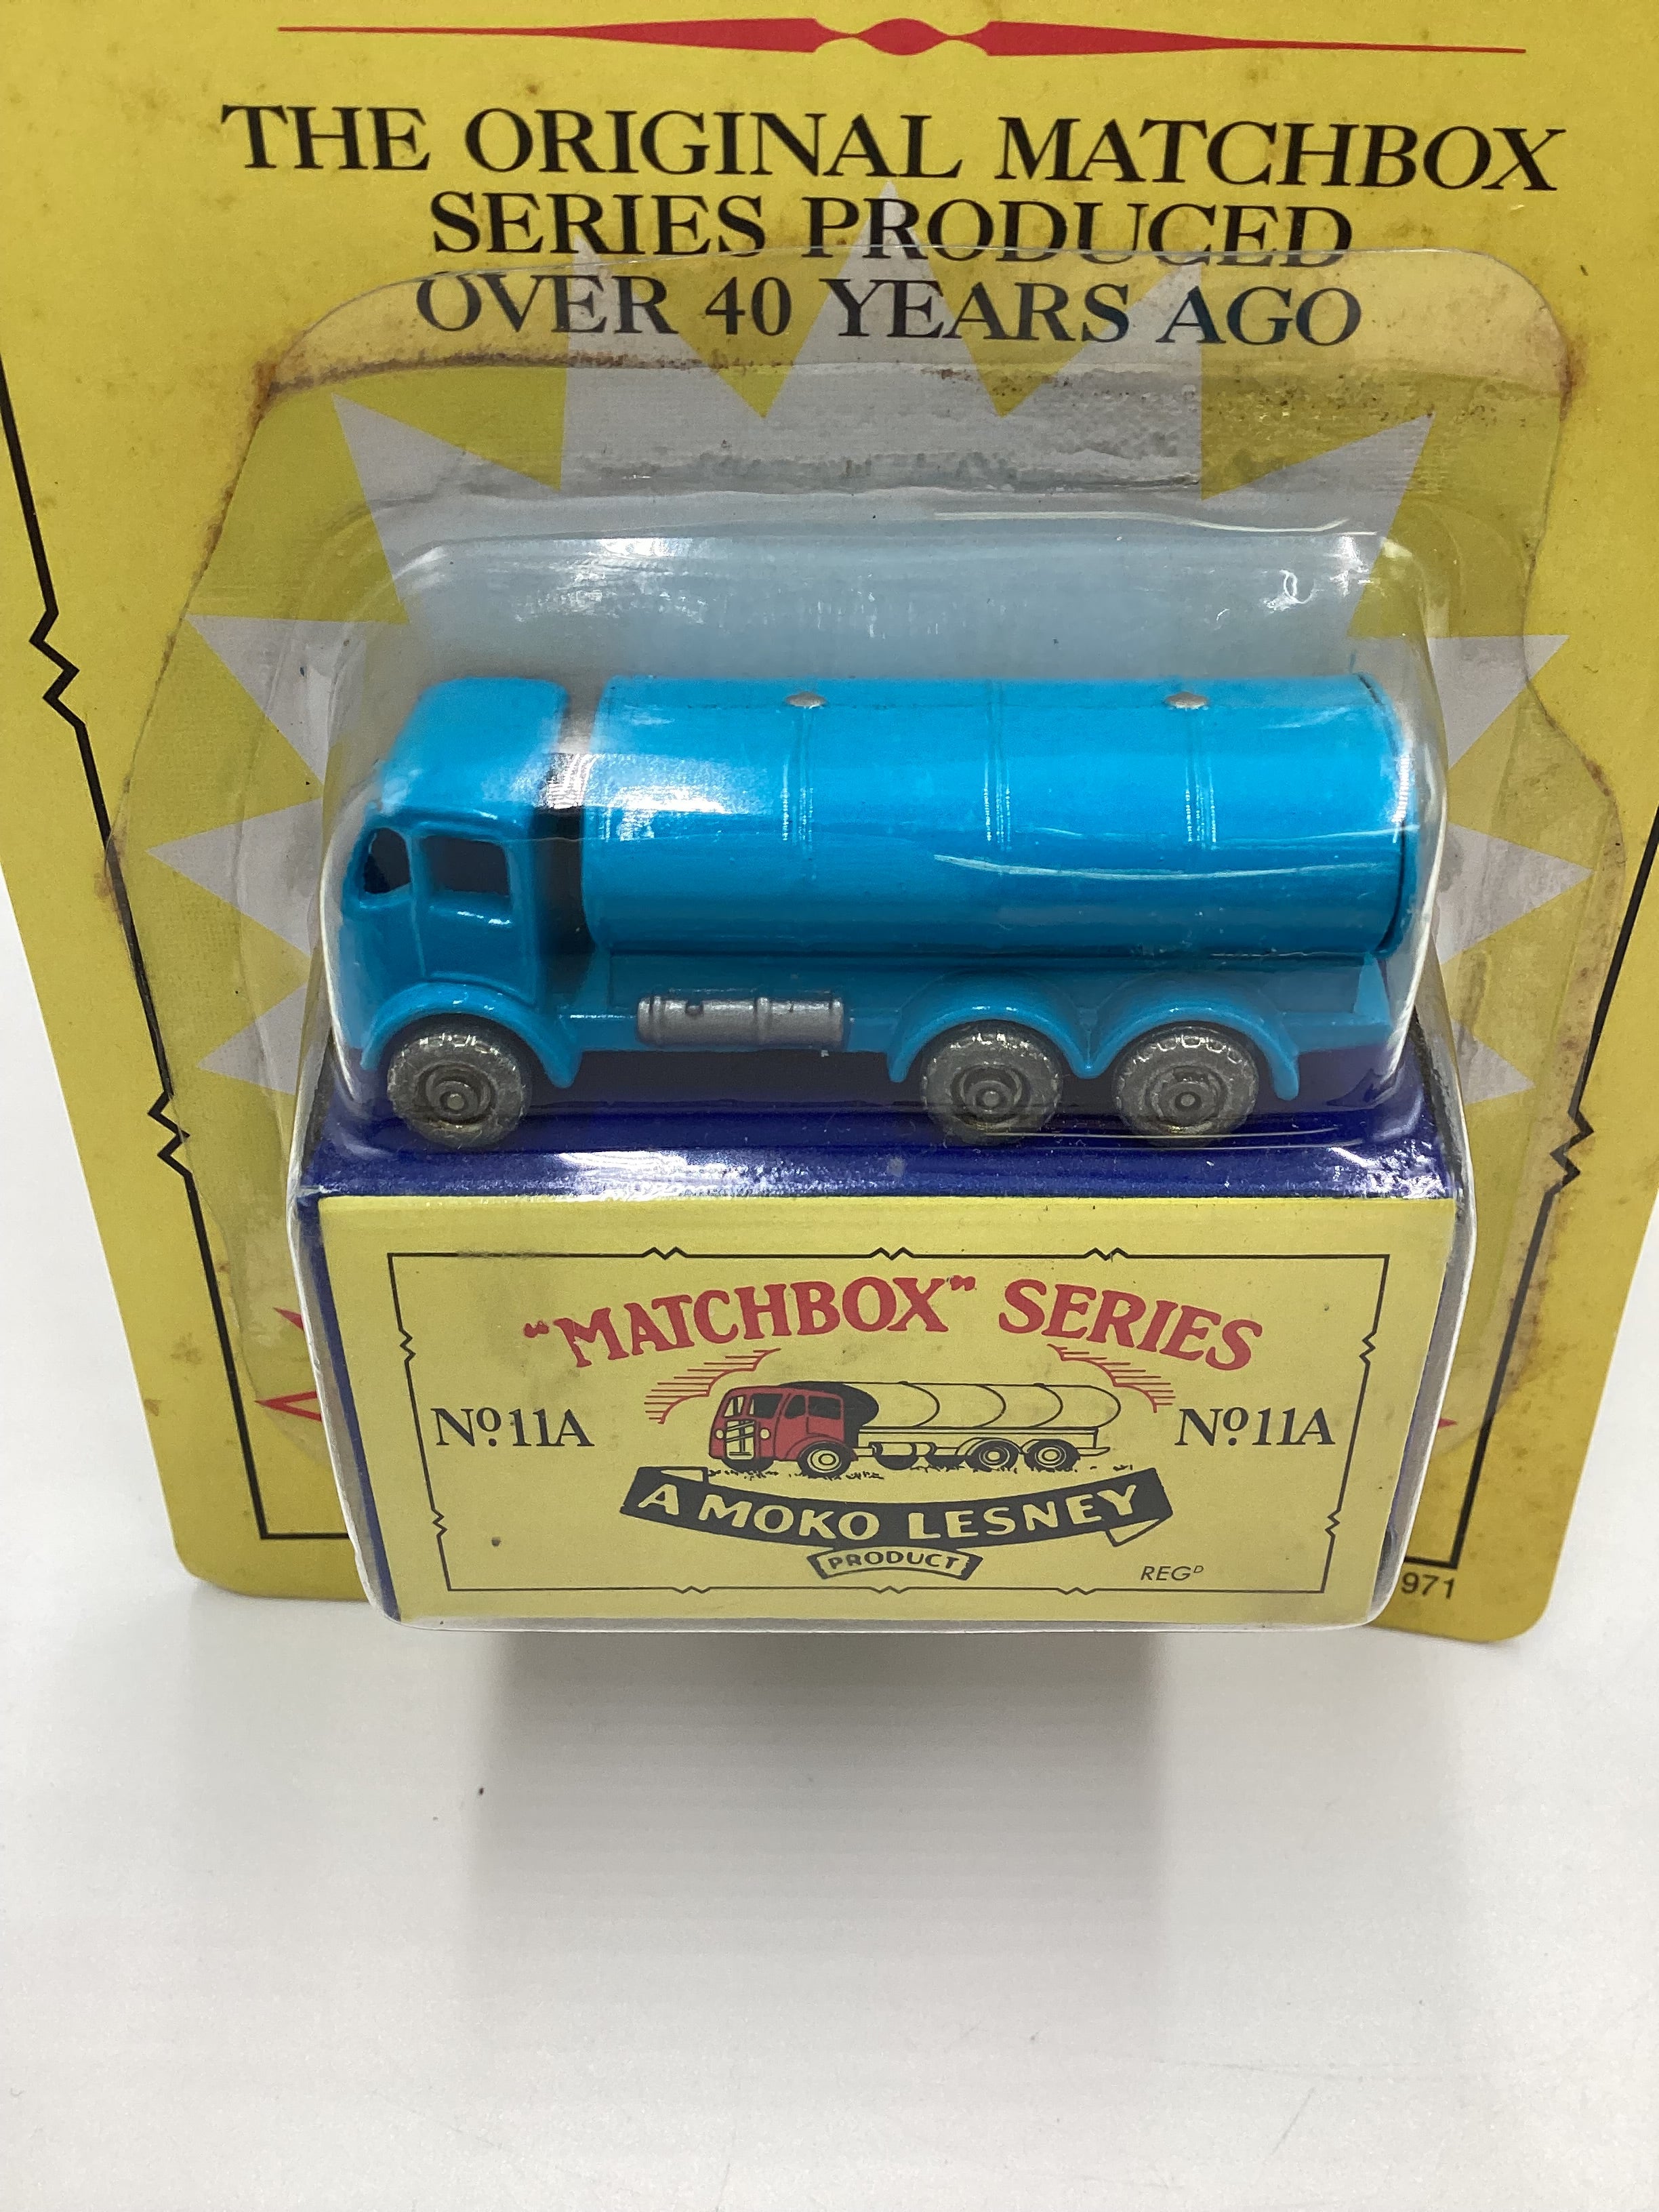 THE ORIGINAL MATCHBOX
SERIES PRODUCED
OVER 40 YEARS AGO
"MATCHBOX" SERIES
No. 11A
No. 11A
A MOKO LESNEY
PRODUCT
REGD
971